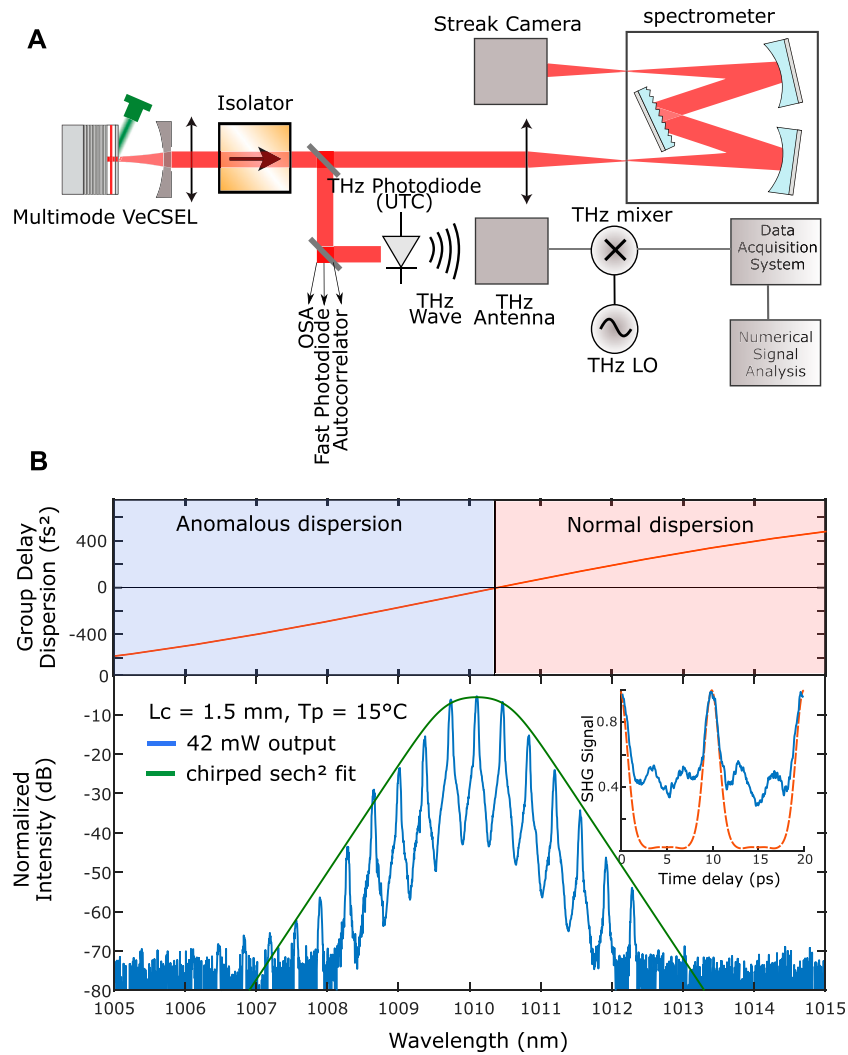 A
Streak Camera
spectrometer
Isolator
Multimode VeCSEL
THz Photodiode
(UTC)
THz mixer
Data
Acquisition
System
THz
Wave
THz
Antenna
THz LO
Numerical
Signal
Analysis
OSA
Fast Photodiode
Autocorrelator
B
Group Delay
Dispersion (fs²)
400
0
-400
0
Anomalous dispersion
Normal dispersion
Normalized
Intensity (dB)
-10
-20
-30
-40
-50
-60
-70
-80
Lc = 1.5 mm, Tp = 15°C
42 mW output
chirped sech² fit
SHG Signal
0.8
0.4
0 5 10 15 20
Time delay (ps)
1005 1006 1007 1008 1009 1010 1011 1012 1013 1014 1015
Wavelength (nm)